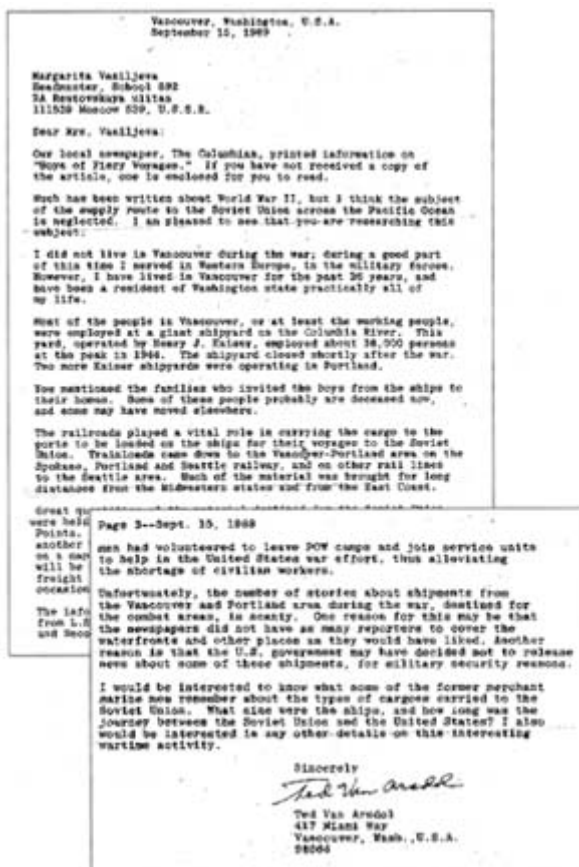 Vancouver, Washington, U.S.A.
September 15, 1989
Margarita Vasiljeva
Headmaster, School 892
2A Reutovskaya ulitsa
111539 Moscow 539, U.S.S.R.
Dear Mrs. Vasiljeva:
Our local newspaper, The Columbian, printed information on
"Boys of Fiery Voyages." If you have not received a copy of
the article, one is enclosed for you to read.
Much has been written about World War II, but I think the subject
of the supply route to the Soviet Union across the Pacific Ocean
is neglected. I am pleased to see that you are researching this
subject.
I did not live in Vancouver during the war; during a good part
of this time I served in Western Europe, in the military forces.
However, I have lived in Vancouver for the past 36 years, and
have been a resident of Washington state practically all of
my life.
Most of the people in Vancouver, or at least the working people,
were employed at a giant shipyard on the Columbia River. This
yard, operated by Henry J. Kaiser, employed about 38,000 persons
at the peak in 1944. The shipyard closed shortly after the war.
Two more Kaiser shipyards were operating in Portland.
You mentioned the families who invited the boys from the ships to
their homes. Some of these people probably are deceased now,
and some may have moved elsewhere.
The railroads played a vital role in carrying the cargo to the
ports to be loaded on the ships for their voyages to the Soviet
Union. Trainloads came down to the Vancouver-Portland area on the
Spokane, Portland and Seattle railway, and on other rail lines
to the Seattle area. Much of the material was brought for long
distances from the Midwestern states and from the East Coast.
Great
were held
Points.
another
on a
will be
freight
occasion
The
from L.S
and
Page 3--Sept. 15, 1989
men had volunteered to leave POW camps and join service units
to help in the United States war effort, thus alleviating
the shortage of civilian workers.
Unfortunately, the number of stories about shipments from
the Vancouver and Portland area during the war, destined for
the combat areas, is scanty. One reason for this may be that
the newspapers did not have as many reporters to cover the
waterfronts and other places as they would have liked. Another
reason is that the U.S. government may have decided not to release
news about some of these shipments, for military security reasons.
I would be interested to know what some of the former merchant
marine men remember about the types of cargoes carried to the
Soviet Union. What size were the ships, and how long was the
journey between the Soviet Union and the United States? I also
would be interested in any other details on this interesting
wartime activity.
Sincerely
Ted Van Arsdol
Ted Van Arsdol
417 Miami Way
Vancouver, Wash.,U.S.A.